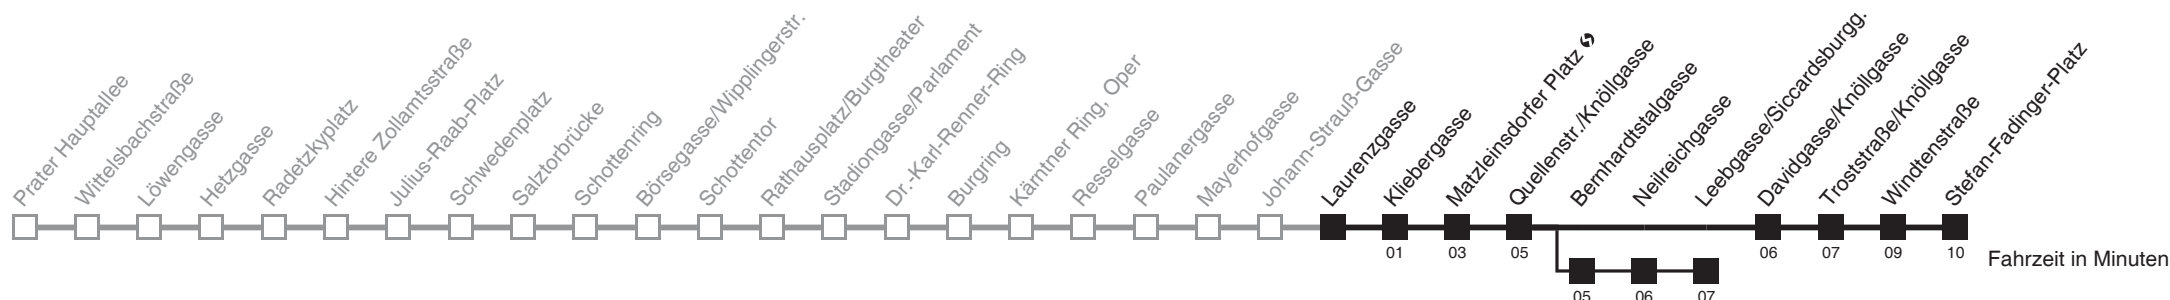 Prater Hauptallee
Wittelsbachstraße
Löwengasse
Hetzgasse
Radetzkyplatz
Hintere Zollamtsstraße
Julius-Raab-Platz
Schwedenplatz
Salztorbrücke
Schottenring
Börsegasse/Wipplingerstr.
Schottentor
Rathausplatz/Burgtheater
Stadiongasse/Parlament
Dr.-Karl-Renner-Ring
Burgring
Kärntner Ring, Oper
Resselgasse
Paulanergasse
Mayerhofgasse
Johann-Strauß-Gasse
Laurenzgasse
Kliebergasse
Matzleinsdorfer Platz
Quellenstr./Knöllgasse
Bernhardtstalgasse
Neilreichgasse
Leebgasse/Siccardsburgg.
Davidgasse/Knöllgasse
Troststraße/Knöllgasse
Windtenstraße
Stefan-Fadinger-Platz
01 03 05 06 07 09 10
Fahrzeit in Minuten
05 06 07